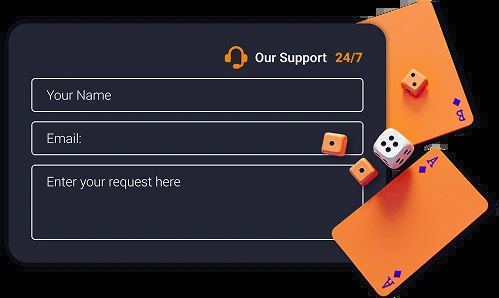 Our Support 24/7
Your Name
Email:
Enter your request here
B
A
A